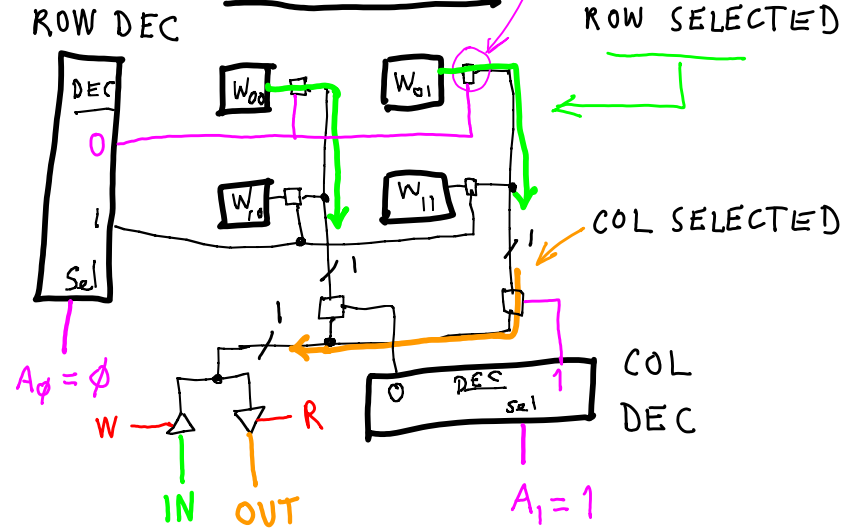 ROW DEC
ROW SELECTED
DEC
0
1
Sel
W00
W01
W10
W11
COL SELECTED
1
1
1
A0 = 0
0
DEC
1
Sel
COL
DEC
W
R
IN
OUT
A1 = 1